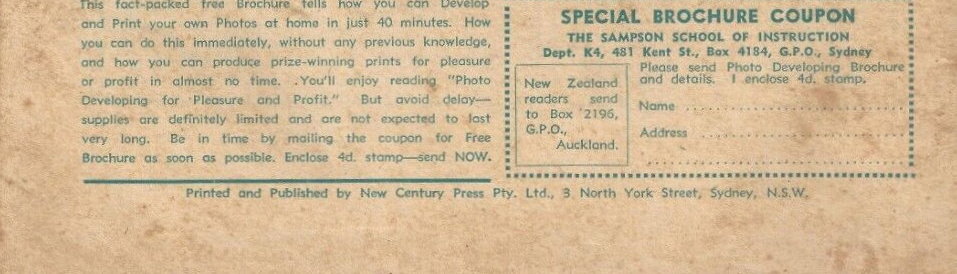 This fact-packed free Brochure tells how you can Develop
and Print your own Photos at home in just 40 minutes. How
you can do this immediately, without any previous knowledge,
and how you can produce prize-winning prints for pleasure
or profit in almost no time. .You'll enjoy reading "Photo
Developing for Pleasure and Profit." But avoid delay—
supplies are definitely limited and are not expected to last
very long. Be in time by mailing the coupon for Free
Brochure as soon as possible. Enclose 4d. stamp—send NOW.
SPECIAL BROCHURE COUPON
THE SAMPSON SCHOOL OF INSTRUCTION
Dept. K4, 481 Kent St., Box 4184, G.P.O., Sydney
New Zealand
readers send
to Box 2196,
G.P.O.,
Auckland.
Please send Photo Developing Brochure
and details. I enclose 4d. stamp.
Name
Address
Printed and Published by New Century Press Pty. Ltd., 3 North York Street, Sydney, N.S.W.